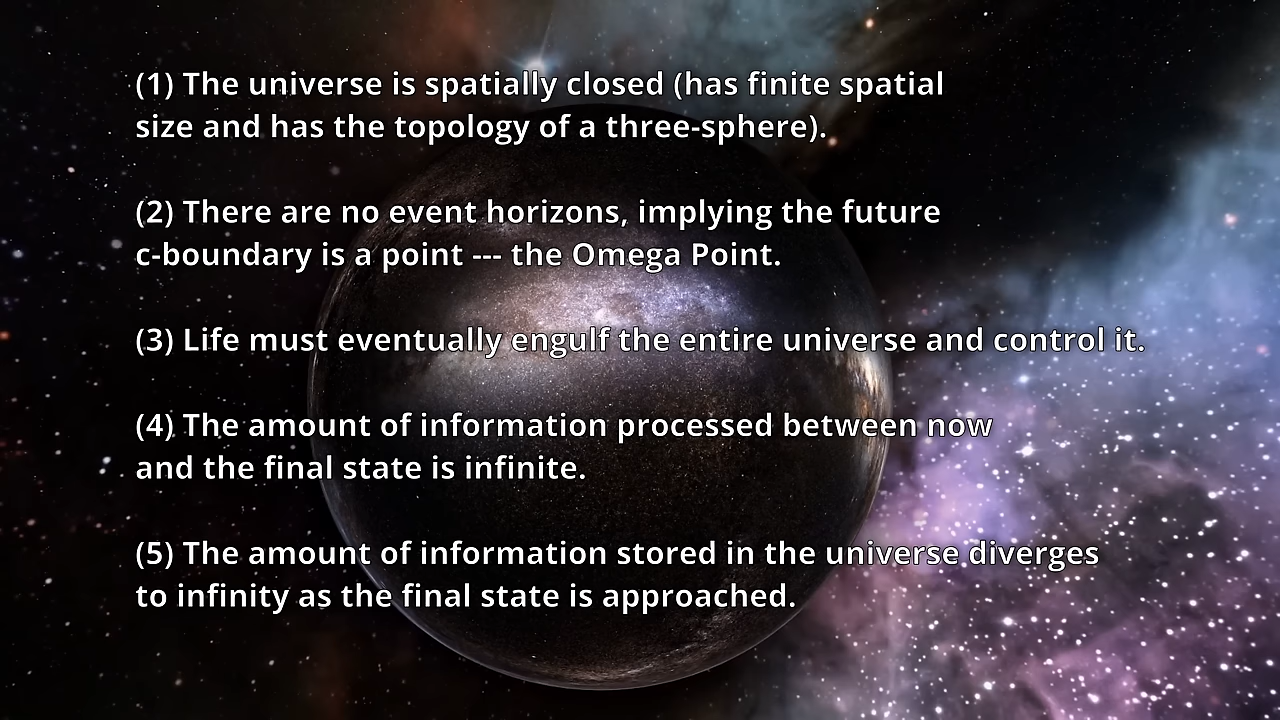 (1) The universe is spatially closed (has finite spatial
size and has the topology of a three-sphere).
(2) There are no event horizons, implying the future
c-boundary is a point --- the Omega Point.
(3) Life must eventually engulf the entire universe and control it.
(4) The amount of information processed between now
and the final state is infinite.
(5) The amount of information stored in the universe diverges
to infinity as the final state is approached.